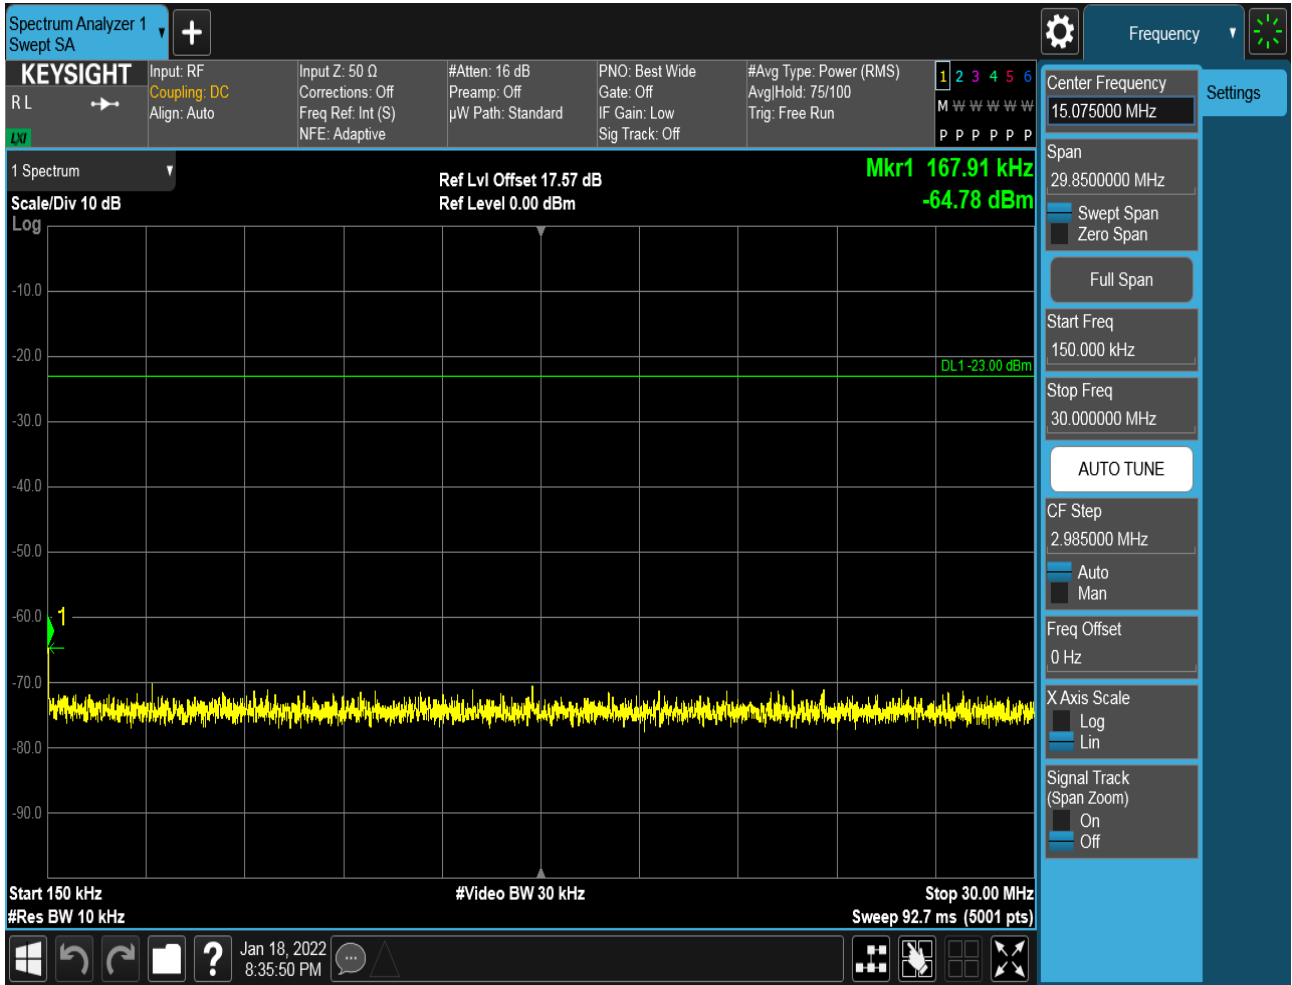 Spectrum Analyzer 1
Swept SA
Frequency
KEYSIGHT
R L
LXI
Input: RF
Coupling: DC
Align: Auto
Input Z: 50 Ω
Corrections: Off
Freq Ref: Int (S)
NFE: Adaptive
#Atten: 16 dB
Preamp: Off
µW Path: Standard
PNO: Best Wide
Gate: Off
IF Gain: Low
Sig Track: Off
#Avg Type: Power (RMS)
Avg|Hold: 75/100
Trig: Free Run
1 2 3 4 5 6
M W W W W W
P P P P P P
1 Spectrum
Scale/Div 10 dB
Log
Ref Lvl Offset 17.57 dB
Ref Level 0.00 dBm
Mkr1 167.91 kHz
-64.78 dBm
-10.0
-20.0
DL1 -23.00 dBm
-30.0
-40.0
-50.0
-60.0
1
-70.0
-80.0
-90.0
Start 150 kHz
#Video BW 30 kHz
Stop 30.00 MHz
#Res BW 10 kHz
Sweep 92.7 ms (5001 pts)
Jan 18, 2022
8:35:50 PM
Center Frequency
15.075000 MHz
Settings
Span
29.8500000 MHz
Swept Span
Zero Span
Full Span
Start Freq
150.000 kHz
Stop Freq
30.000000 MHz
AUTO TUNE
CF Step
2.985000 MHz
Auto
Man
Freq Offset
0 Hz
X Axis Scale
Log
Lin
Signal Track
(Span Zoom)
On
Off